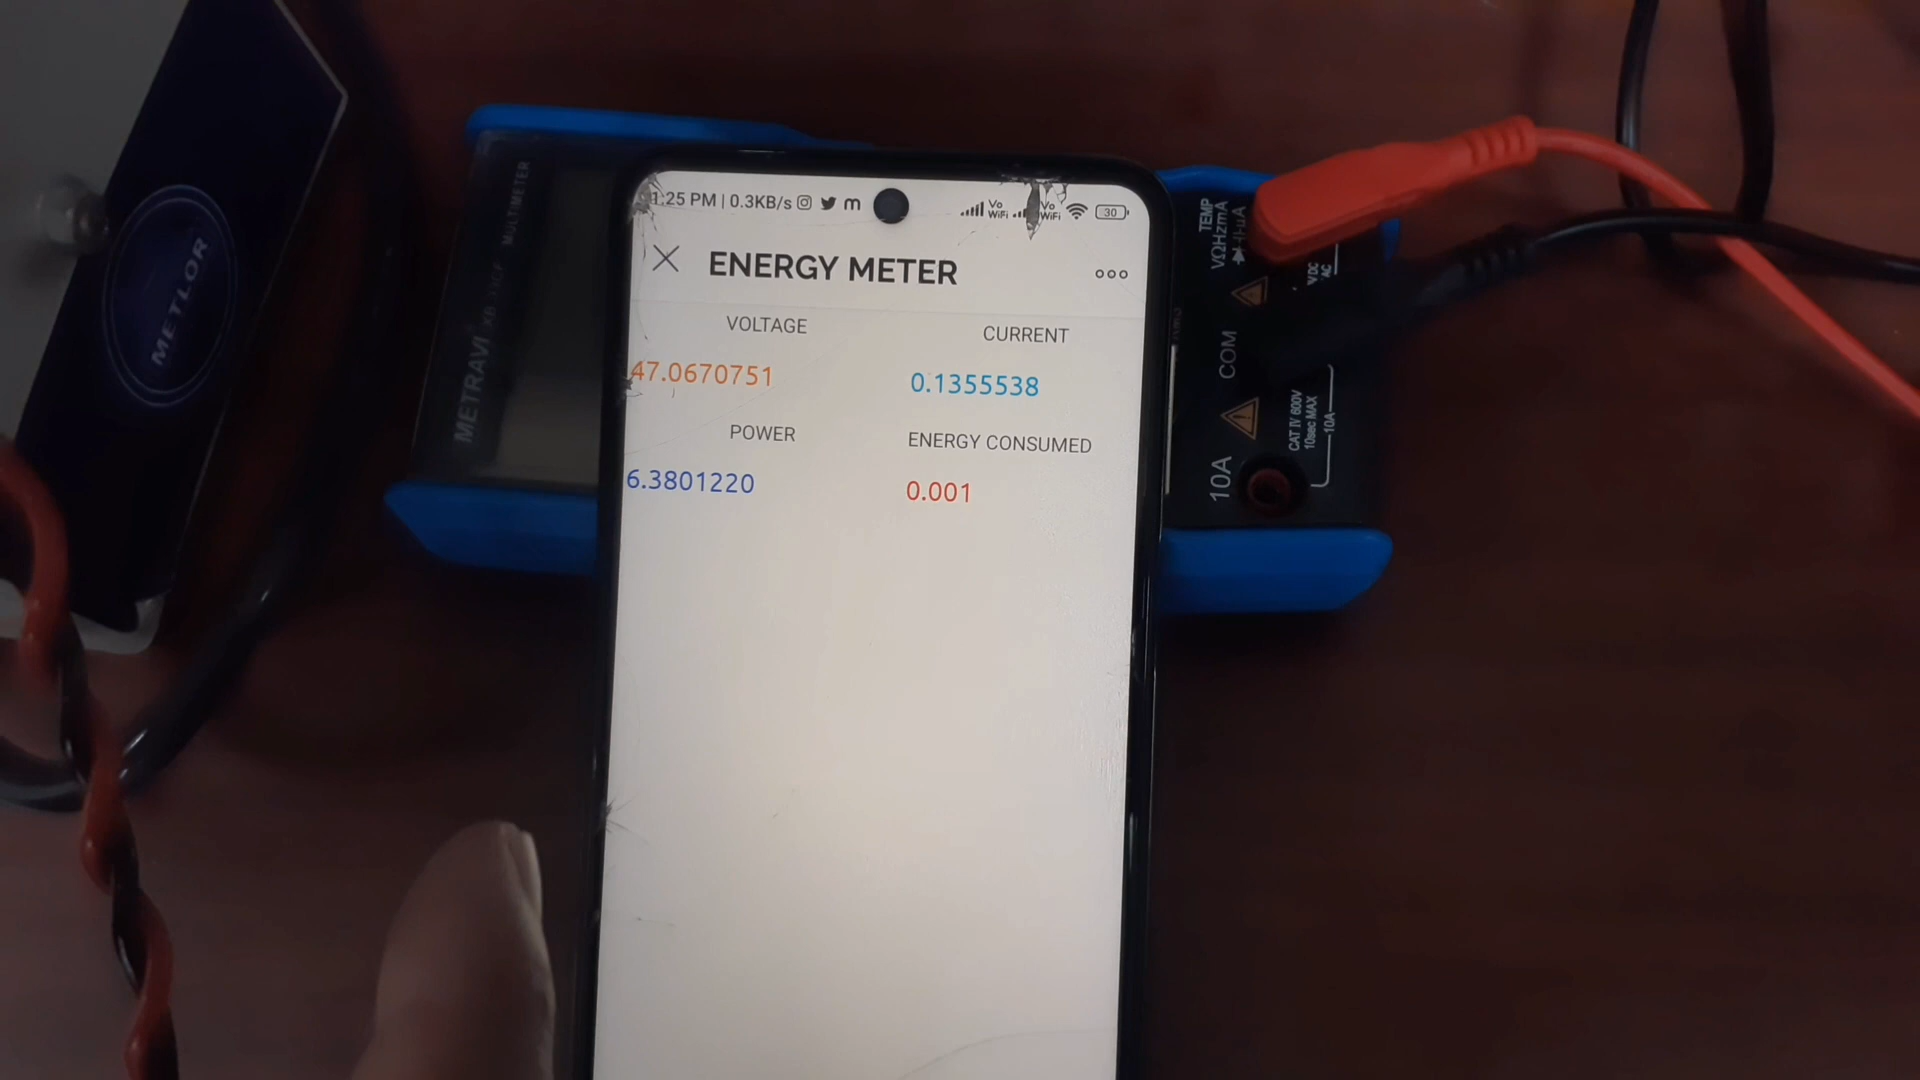 1:25 PM | 0.3KB/s
Vo WiFi
Vo WiFi
30
ENERGY METER
VOLTAGE
CURRENT
47.0670751
0.1355538
POWER
ENERGY CONSUMED
6.3801220
0.001
METLOR
METRAVI
MULTIMETER
TEMP
VΩHzmA
COM
10A
CAT IV 600V
10sec MAX
10A